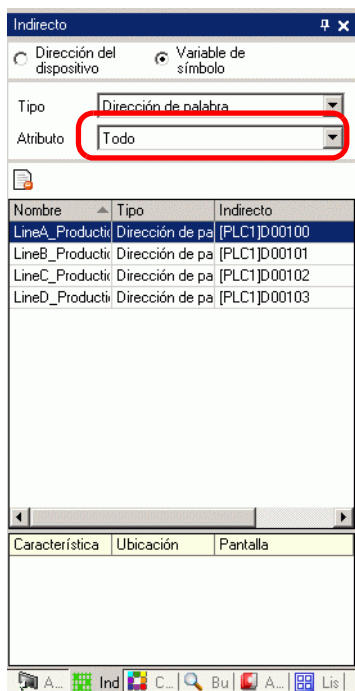 Indirecto
Dirección del dispositivo
Variable de símbolo
Tipo Dirección de palabra
Atributo Todo
Nombre Tipo Indirecto
LineA_Producti Dirección de pa [PLC1]D00100
LineB_Producti Dirección de pa [PLC1]D00101
LineC_Producti Dirección de pa [PLC1]D00102
LineD_Producti Dirección de pa [PLC1]D00103
Característica Ubicación Pantalla
A... Ind C... Bu A... Lis